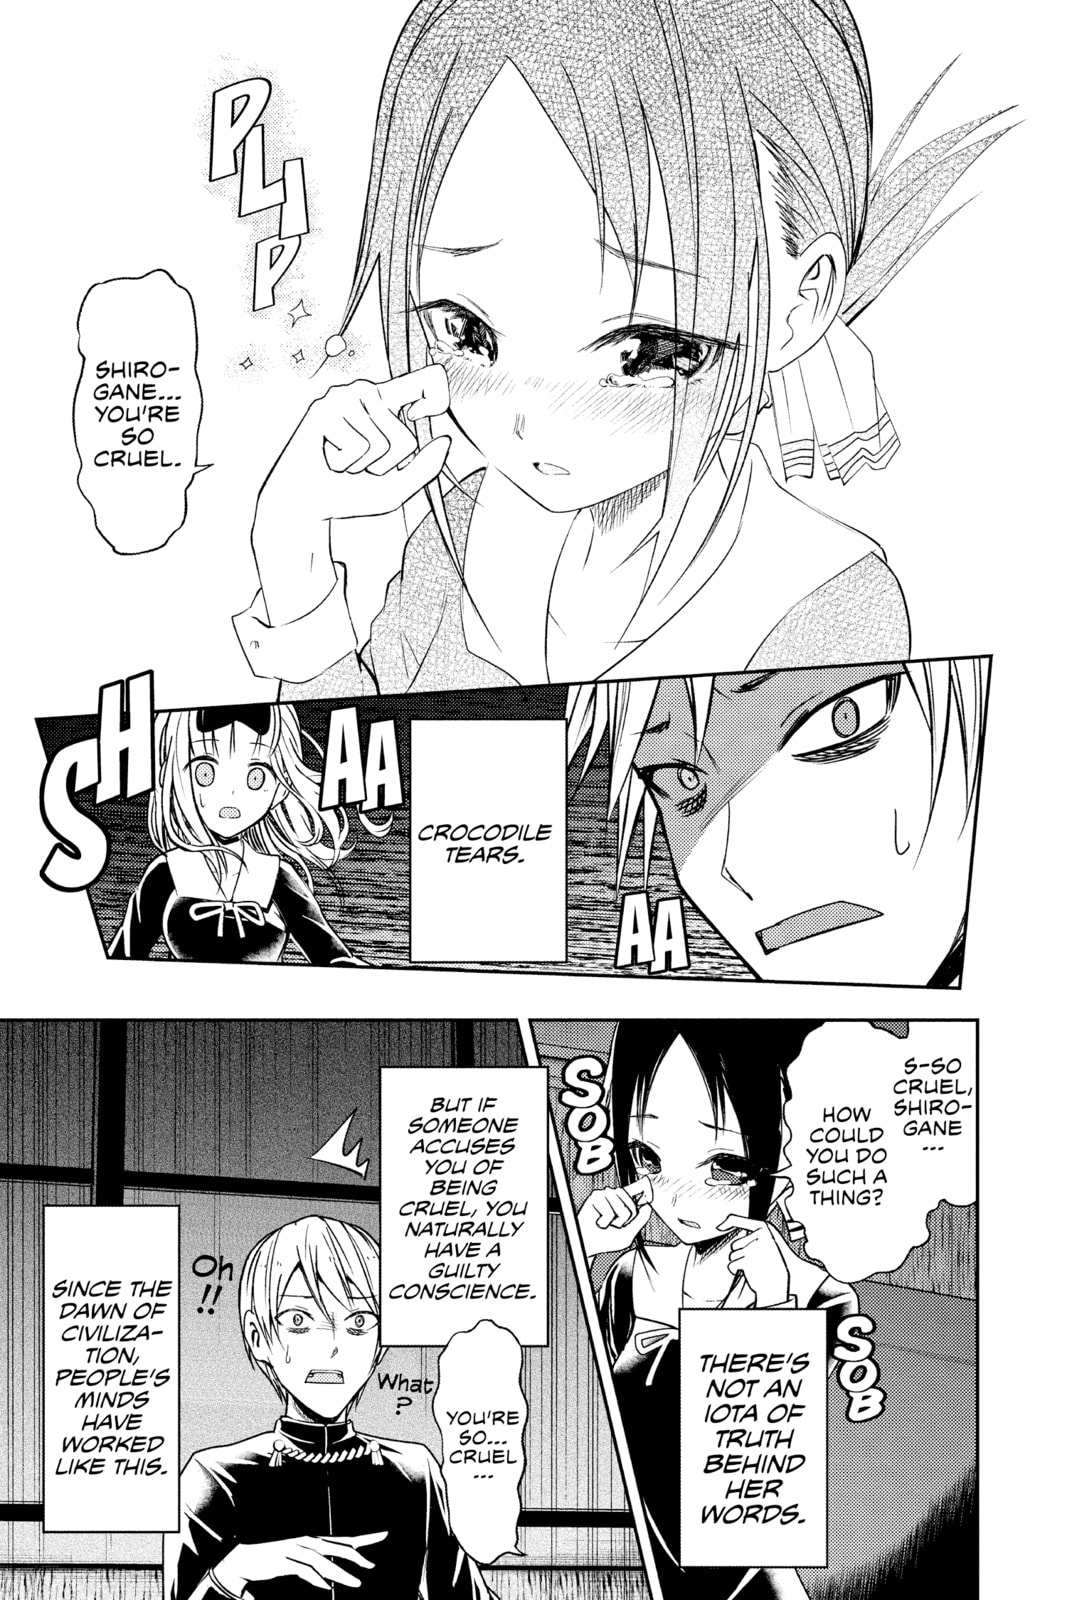 PLIP
SHIRO-
GANE...
YOU'RE
SO
CRUEL.
SHAAAAAA
CROCODILE
TEARS.
S-SO
CRUEL,
SHIRO-
GANE
...
HOW
COULD
YOU DO
SUCH A
THING?
SOB
SOB
THERE'S
NOT AN
IOTA OF
TRUTH
BEHIND
HER
WORDS.
BUT IF
SOMEONE
ACCUSES
YOU OF
BEING
CRUEL, YOU
NATURALLY
HAVE A
GUILTY
CONSCIENCE.
Oh
!!
What
?
YOU'RE
SO...
CRUEL
...
SINCE THE
DAWN OF
CIVILIZA-
TION,
PEOPLE'S
MINDS
HAVE
WORKED
LIKE THIS.